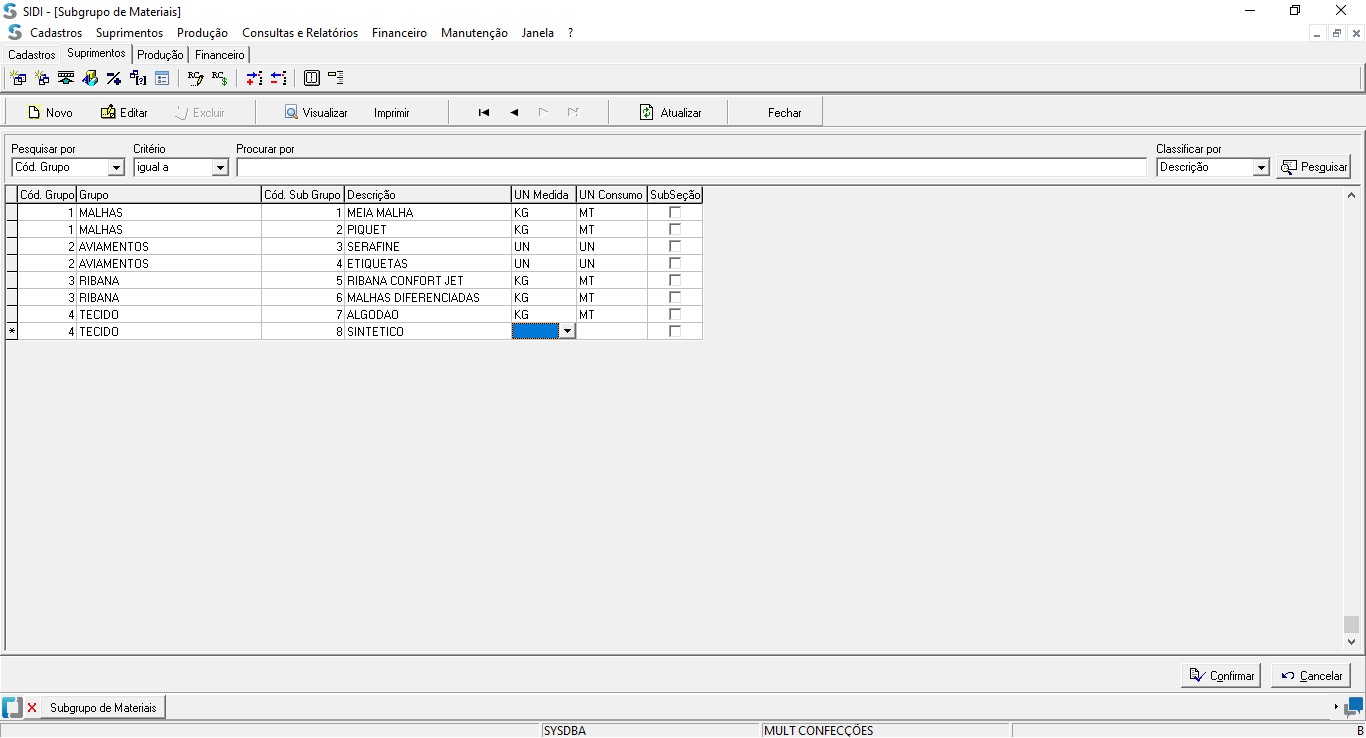 SIDI - [Subgrupo de Materiais]
Cadastros Suprimentos Produção Consultas e Relatórios Financeiro Manutenção Janela ?
Cadastros Suprimentos Produção Financeiro
Novo Editar Excluir Visualizar Imprimir Atualizar Fechar
Pesquisar por Critério Procurar por Classificar por
Cód. Grupo igual a Descrição Pesquisar
Cód. Grupo Grupo Cód. Sub Grupo Descrição UN Medida UN Consumo SubSeção
1 MALHAS 1 MEIA MALHA KG MT
1 MALHAS 2 PIQUET KG MT
2 AVIAMENTOS 3 SERAFINE UN UN
2 AVIAMENTOS 4 ETIQUETAS UN UN
3 RIBANA 5 RIBANA CONFORT JET KG MT
3 RIBANA 6 MALHAS DIFERENCIADAS KG MT
4 TECIDO 7 ALGODAO KG MT
* 4 TECIDO 8 SINTETICO
Confirmar Cancelar
Subgrupo de Materiais
SYSDBA MULT CONFECÇÕES B